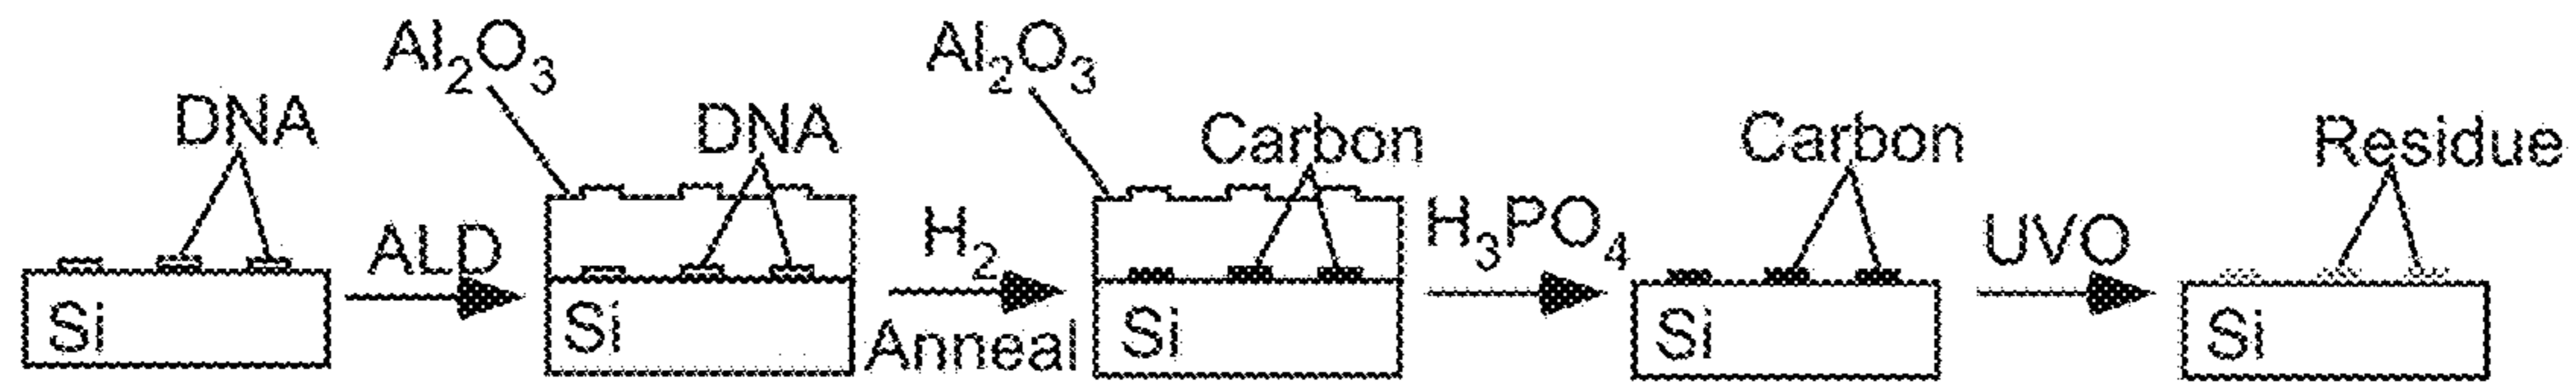 DNA
Si
ALD
Al₂O₃
DNA
Si
H₂
Anneal
Al₂O₃
Carbon
Si
H₃PO₄
Carbon
Si
UVO
Residue
Si